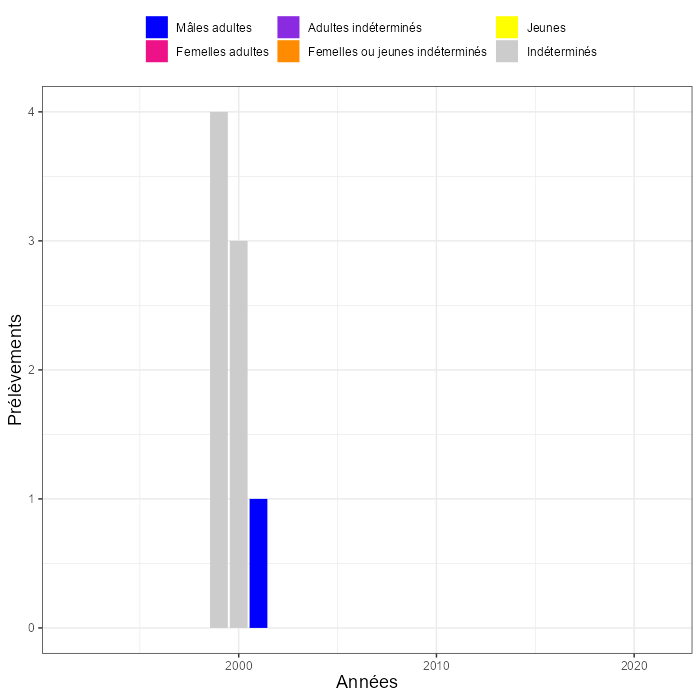 Mâles adultes Adultes indéterminés Jeunes
Femelles adultes Femelles ou jeunes indéterminés Indéterminés
4
3
2
1
0
Prélèvements
2000 2010 2020
Années